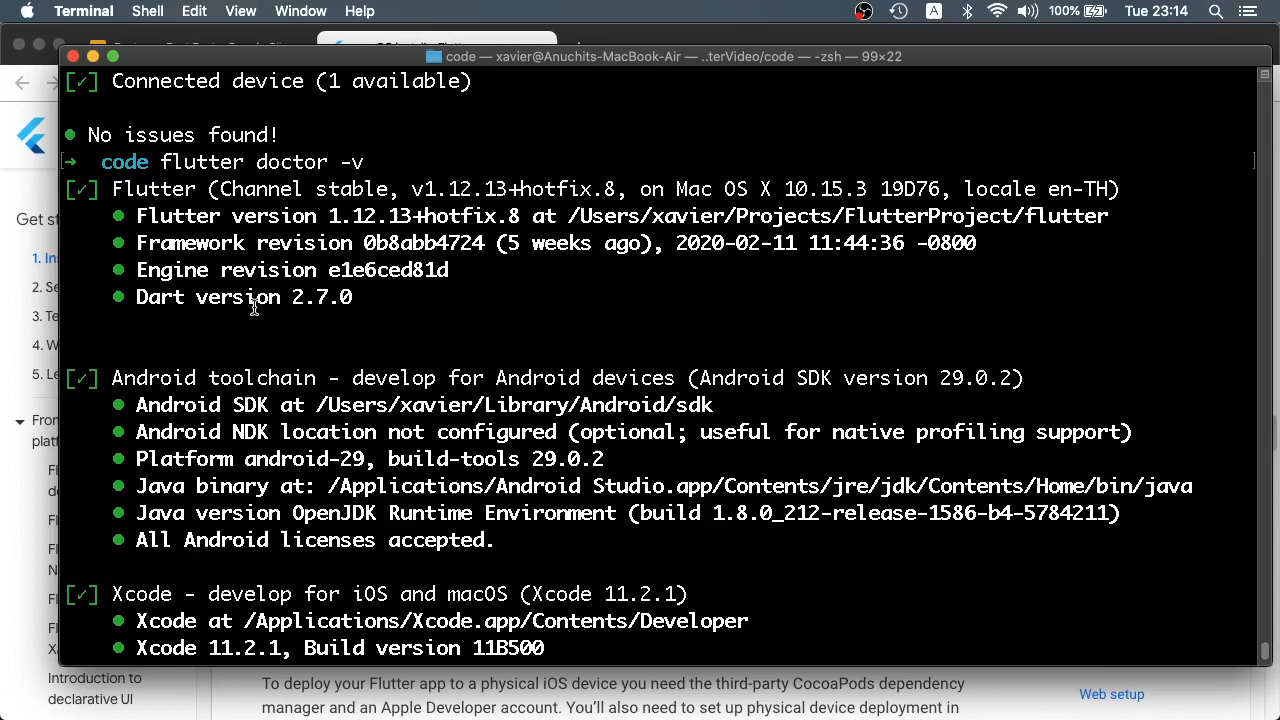 Terminal Shell Edit View Window Help 100% Tue 23:14
code — xavier@Anuchits-MacBook-Air — ..terVideo/code — -zsh — 99×22
[✓] Connected device (1 available)
• No issues found!
➜ code flutter doctor -v
[✓] Flutter (Channel stable, v1.12.13+hotfix.8, on Mac OS X 10.15.3 19D76, locale en-TH)
• Flutter version 1.12.13+hotfix.8 at /Users/xavier/Projects/FlutterProject/flutter
• Framework revision 0b8abb4724 (5 weeks ago), 2020-02-11 11:44:36 -0800
• Engine revision e1e6ced81d
• Dart version 2.7.0
[✓] Android toolchain - develop for Android devices (Android SDK version 29.0.2)
• Android SDK at /Users/xavier/Library/Android/sdk
• Android NDK location not configured (optional; useful for native profiling support)
• Platform android-29, build-tools 29.0.2
• Java binary at: /Applications/Android Studio.app/Contents/jre/jdk/Contents/Home/bin/java
• Java version OpenJDK Runtime Environment (build 1.8.0_212-release-1586-b4-5784211)
• All Android licenses accepted.
[✓] Xcode - develop for iOS and macOS (Xcode 11.2.1)
• Xcode at /Applications/Xcode.app/Contents/Developer
• Xcode 11.2.1, Build version 11B500
Get st
1. In
2. Se
3. Te
4. W
5. Le
From
platf
Introduction to
declarative UI
To deploy your Flutter app to a physical iOS device you need the third-party CocoaPods dependency
manager and an Apple Developer account. You'll also need to set up physical device deployment in
Web setup